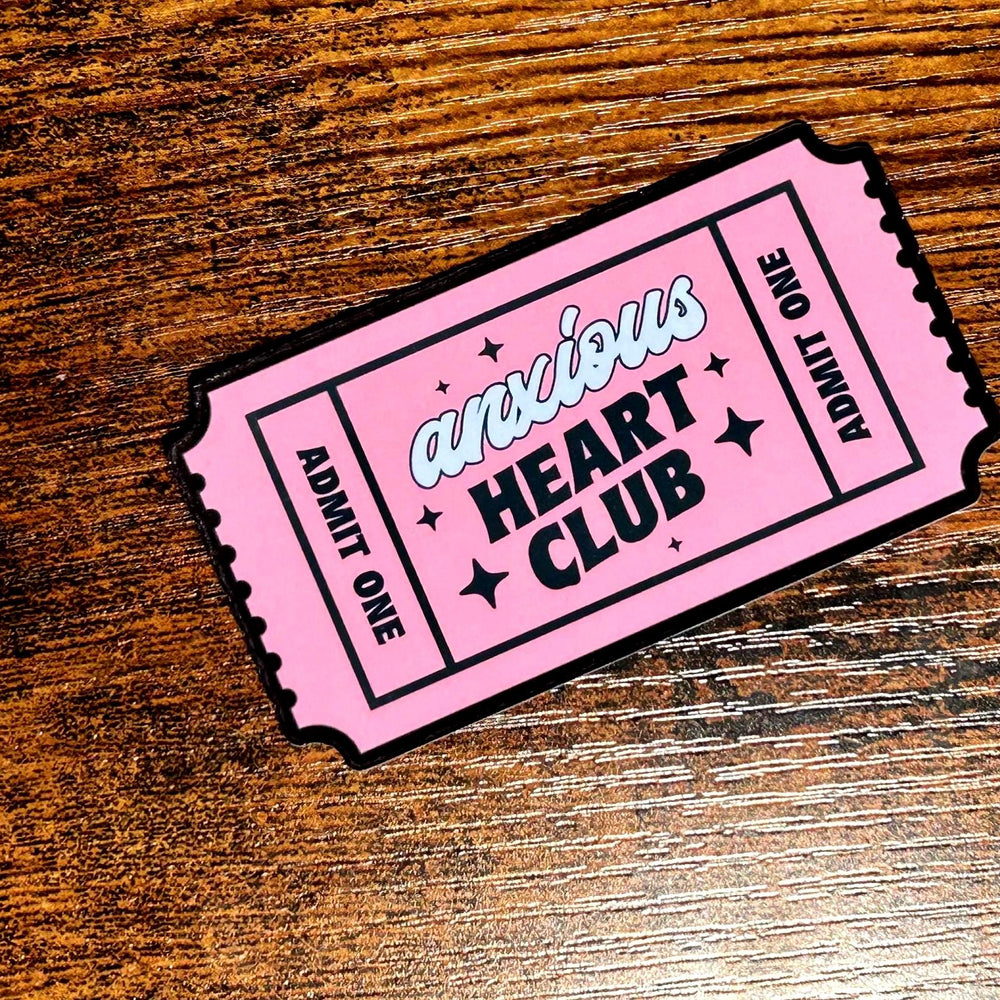 ADMIT ONE
anxious
HEART
CLUB
ADMIT ONE